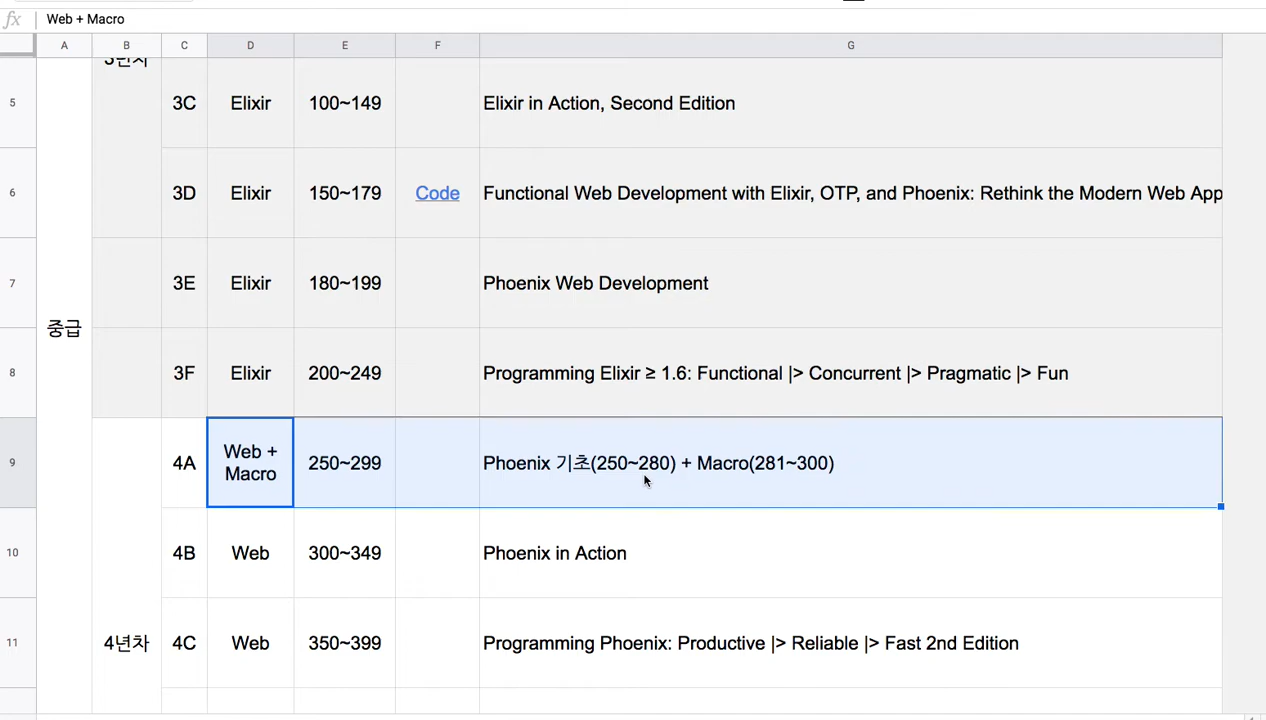 fx Web + Macro
A B C D E F G
3년차
5 3C Elixir 100~149 Elixir in Action, Second Edition
6 3D Elixir 150~179 Code Functional Web Development with Elixir, OTP, and Phoenix: Rethink the Modern Web App
7 3E Elixir 180~199 Phoenix Web Development
중급
8 3F Elixir 200~249 Programming Elixir ≥ 1.6: Functional |> Concurrent |> Pragmatic |> Fun
9 4A Web + Macro 250~299 Phoenix 기초(250~280) + Macro(281~300)
10 4B Web 300~349 Phoenix in Action
11 4년차 4C Web 350~399 Programming Phoenix: Productive |> Reliable |> Fast 2nd Edition